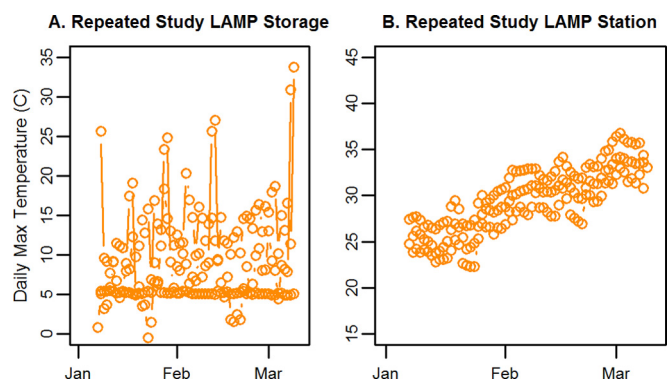 A. Repeated Study LAMP Storage
B. Repeated Study LAMP Station
Daily Max Temperature (C)
35
30
25
20
15
10
5
0
Jan
Feb
Mar
45
40
35
30
25
20
15
Jan
Feb
Mar